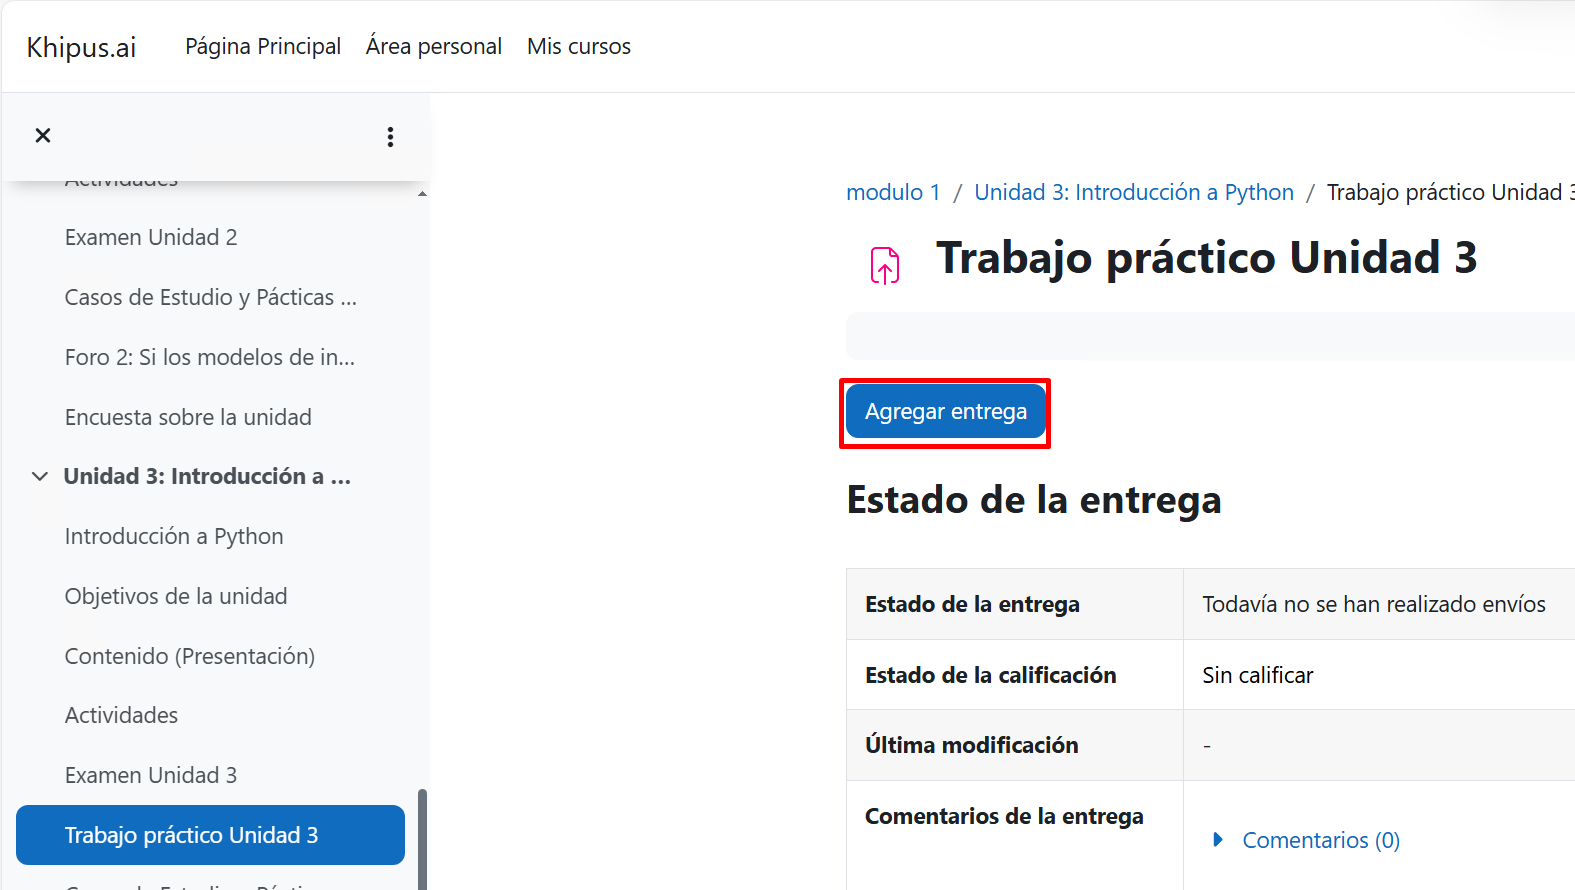 Khipus.ai Página Principal Área personal Mis cursos
Actividades
Examen Unidad 2
Casos de Estudio y Pácticas ...
Foro 2: Si los modelos de in...
Encuesta sobre la unidad
Unidad 3: Introducción a ...
Introducción a Python
Objetivos de la unidad
Contenido (Presentación)
Actividades
Examen Unidad 3
Trabajo práctico Unidad 3
modulo 1 / Unidad 3: Introducción a Python / Trabajo práctico Unidad 3
Trabajo práctico Unidad 3
Agregar entrega
Estado de la entrega
Estado de la entrega Todavía no se han realizado envíos
Estado de la calificación Sin calificar
Última modificación -
Comentarios de la entrega
Comentarios (0)